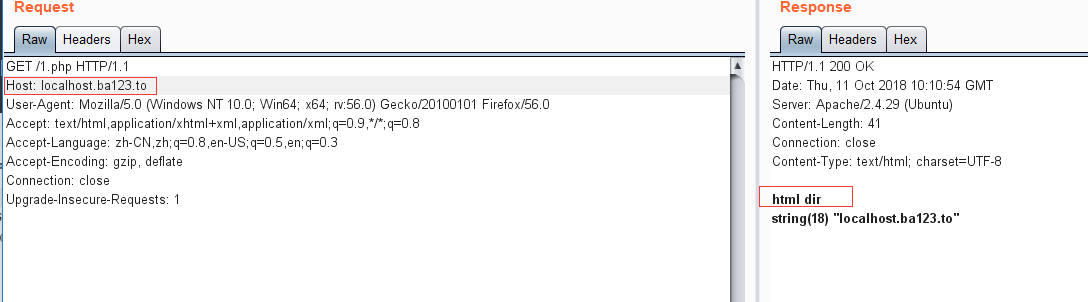 Request
Raw Headers Hex
GET /1.php HTTP/1.1
Host: localhost.ba123.to
User-Agent: Mozilla/5.0 (Windows NT 10.0; Win64; x64; rv:56.0) Gecko/20100101 Firefox/56.0
Accept: text/html,application/xhtml+xml,application/xml;q=0.9,*/*;q=0.8
Accept-Language: zh-CN,zh;q=0.8,en-US;q=0.5,en;q=0.3
Accept-Encoding: gzip, deflate
Connection: close
Upgrade-Insecure-Requests: 1
Response
Raw Headers Hex
HTTP/1.1 200 OK
Date: Thu, 11 Oct 2018 10:10:54 GMT
Server: Apache/2.4.29 (Ubuntu)
Content-Length: 41
Connection: close
Content-Type: text/html; charset=UTF-8
html dir
string(18) "localhost.ba123.to"